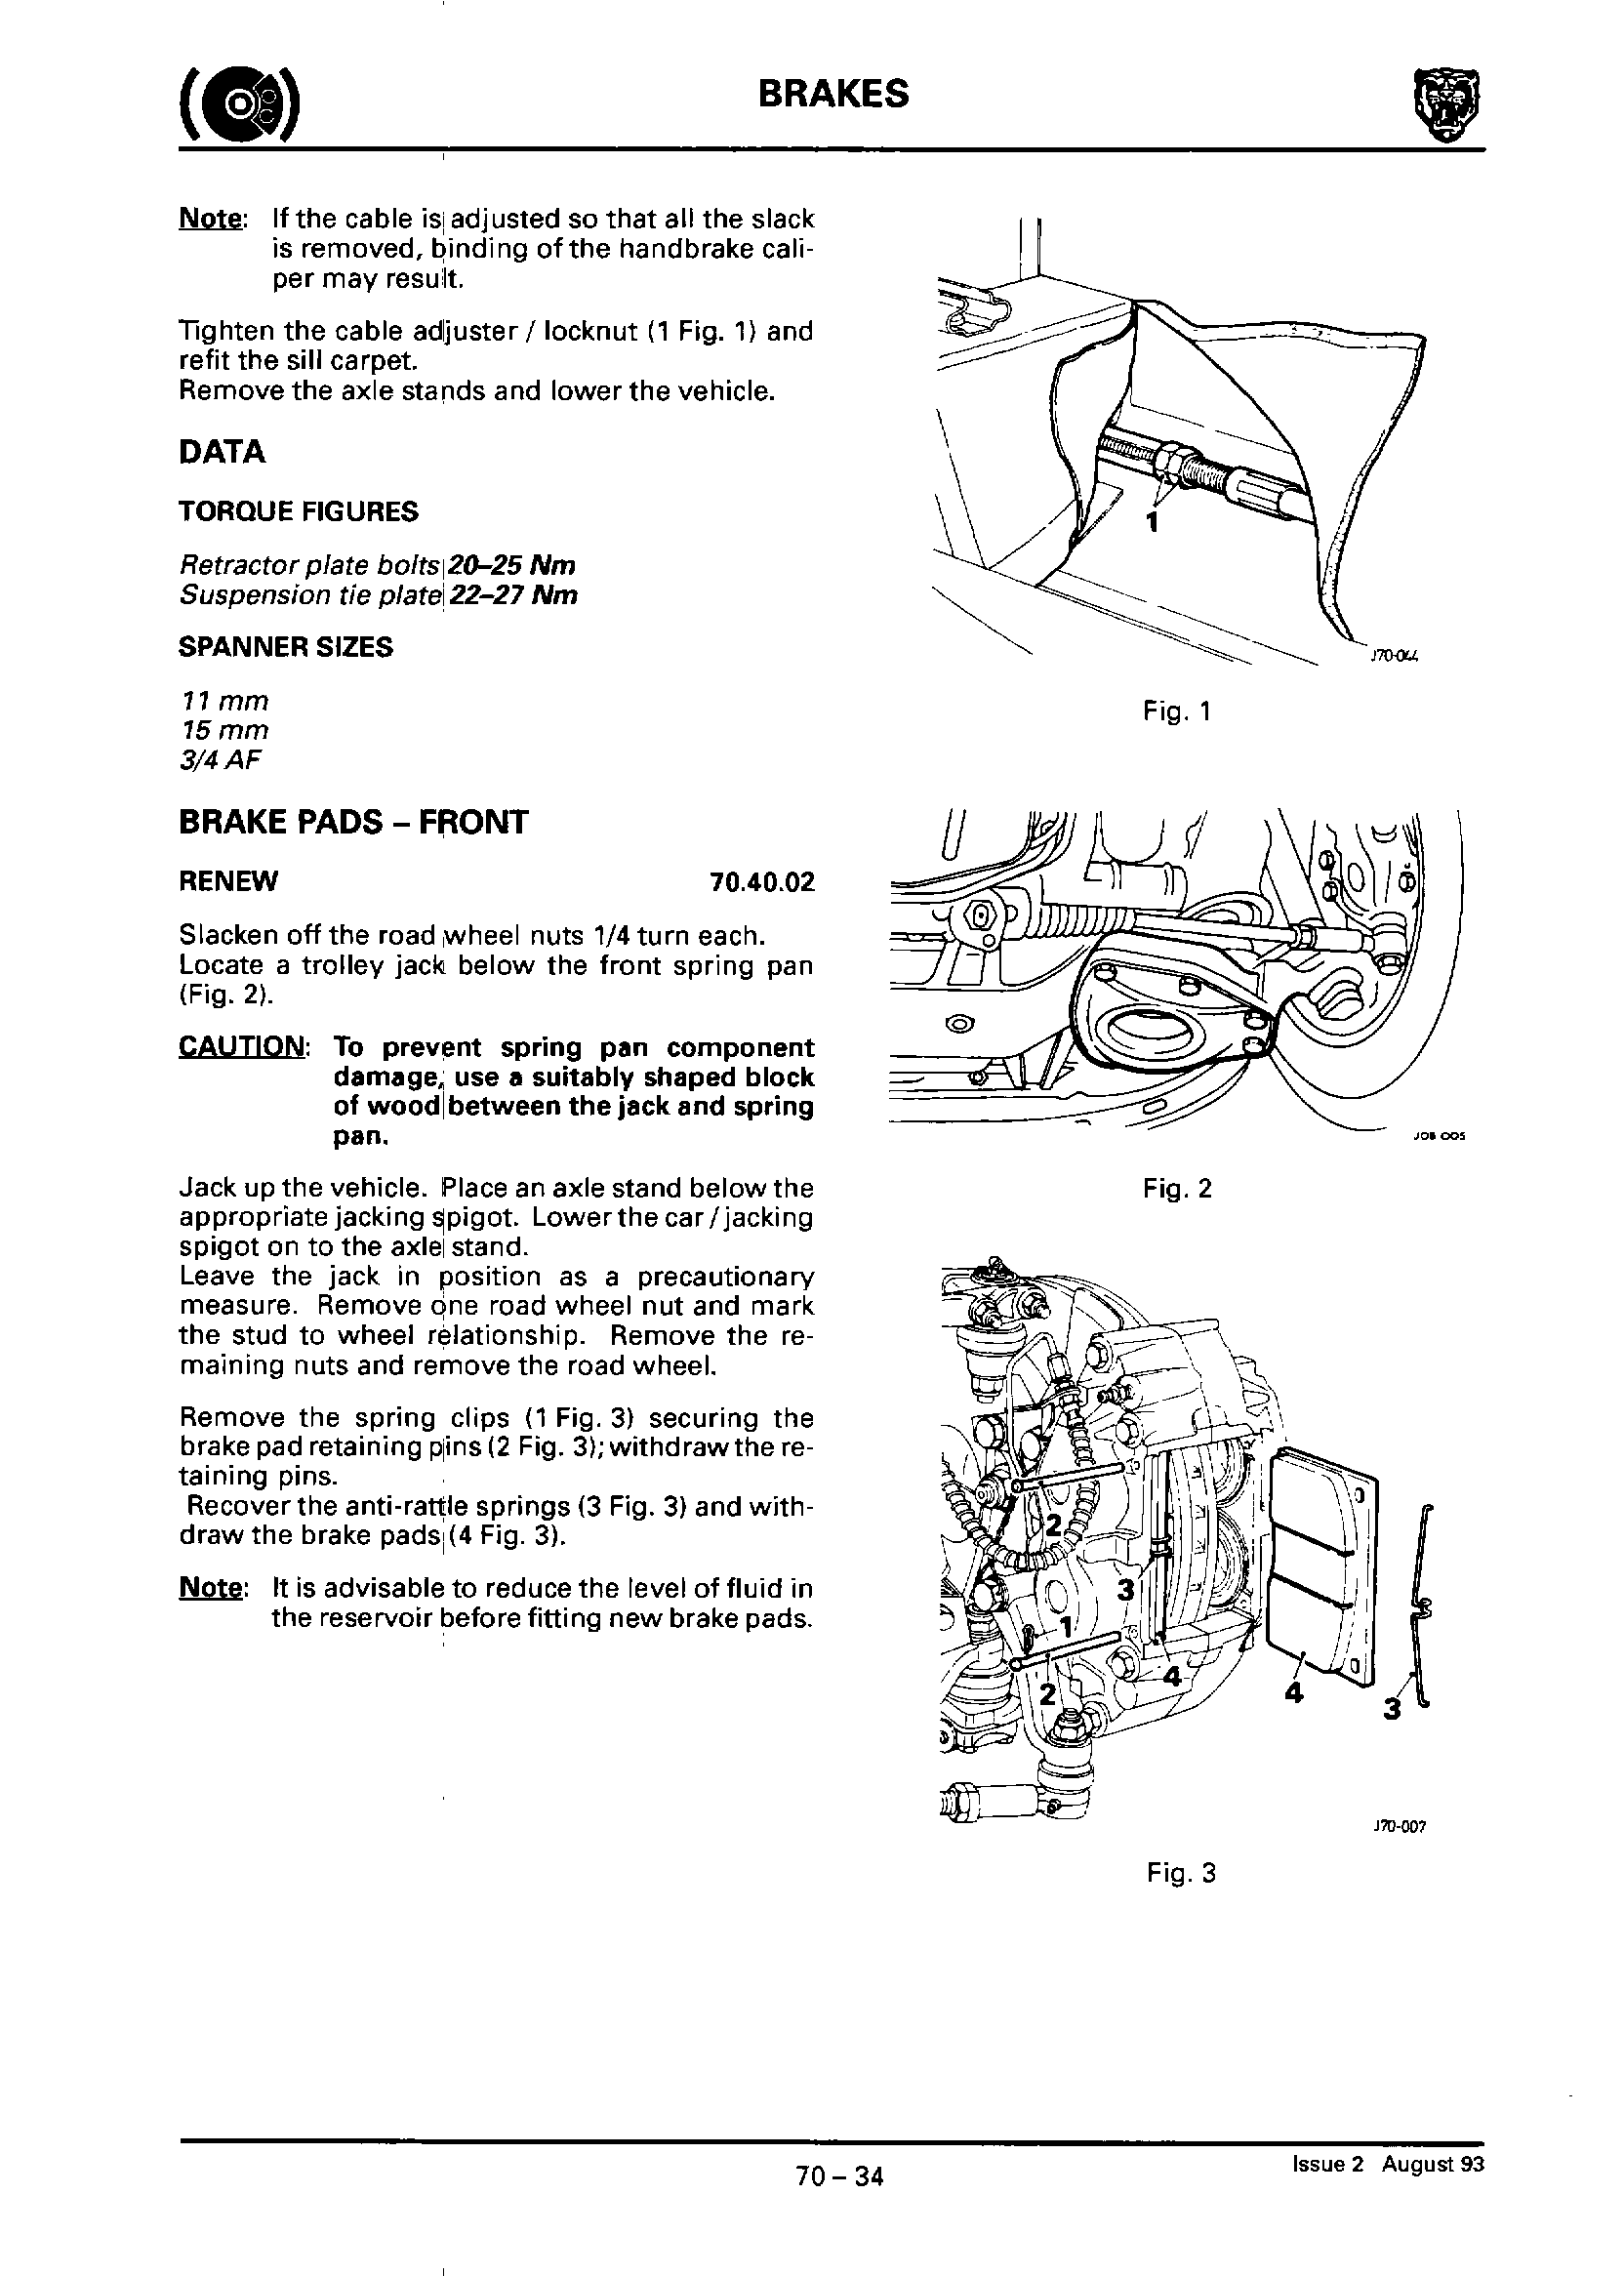 BRAKES
Note: If the cable is adjusted so that all the slack
is removed, binding of the handbrake cali-
per may result.
Tighten the cable adjuster / locknut (1 Fig. 1) and
refit the sill carpet.
Remove the axle stands and lower the vehicle.
DATA
TORQUE FIGURES
Retractor plate bolts 20–25 Nm
Suspension tie plate 22–27 Nm
SPANNER SIZES
11 mm
15 mm
3/4 AF
BRAKE PADS – FRONT
RENEW 70.40.02
Slacken off the road wheel nuts 1/4 turn each.
Locate a trolley jack below the front spring pan
(Fig. 2).
CAUTION: To prevent spring pan component
damage, use a suitably shaped block
of wood between the jack and spring
pan.
Jack up the vehicle. Place an axle stand below the
appropriate jacking spigot. Lower the car / jacking
spigot on to the axle stand.
Leave the jack in position as a precautionary
measure. Remove one road wheel nut and mark
the stud to wheel relationship. Remove the re-
maining nuts and remove the road wheel.
Remove the spring clips (1 Fig. 3) securing the
brake pad retaining pins (2 Fig. 3); withdraw the re-
taining pins.
Recover the anti-rattle springs (3 Fig. 3) and with-
draw the brake pads (4 Fig. 3).
Note: It is advisable to reduce the level of fluid in
the reservoir before fitting new brake pads.
1
J70-044
Fig. 1
JOB 005
Fig. 2
2
3
1
2
4
4
3
J70-007
Fig. 3
70 – 34
Issue 2 August 93